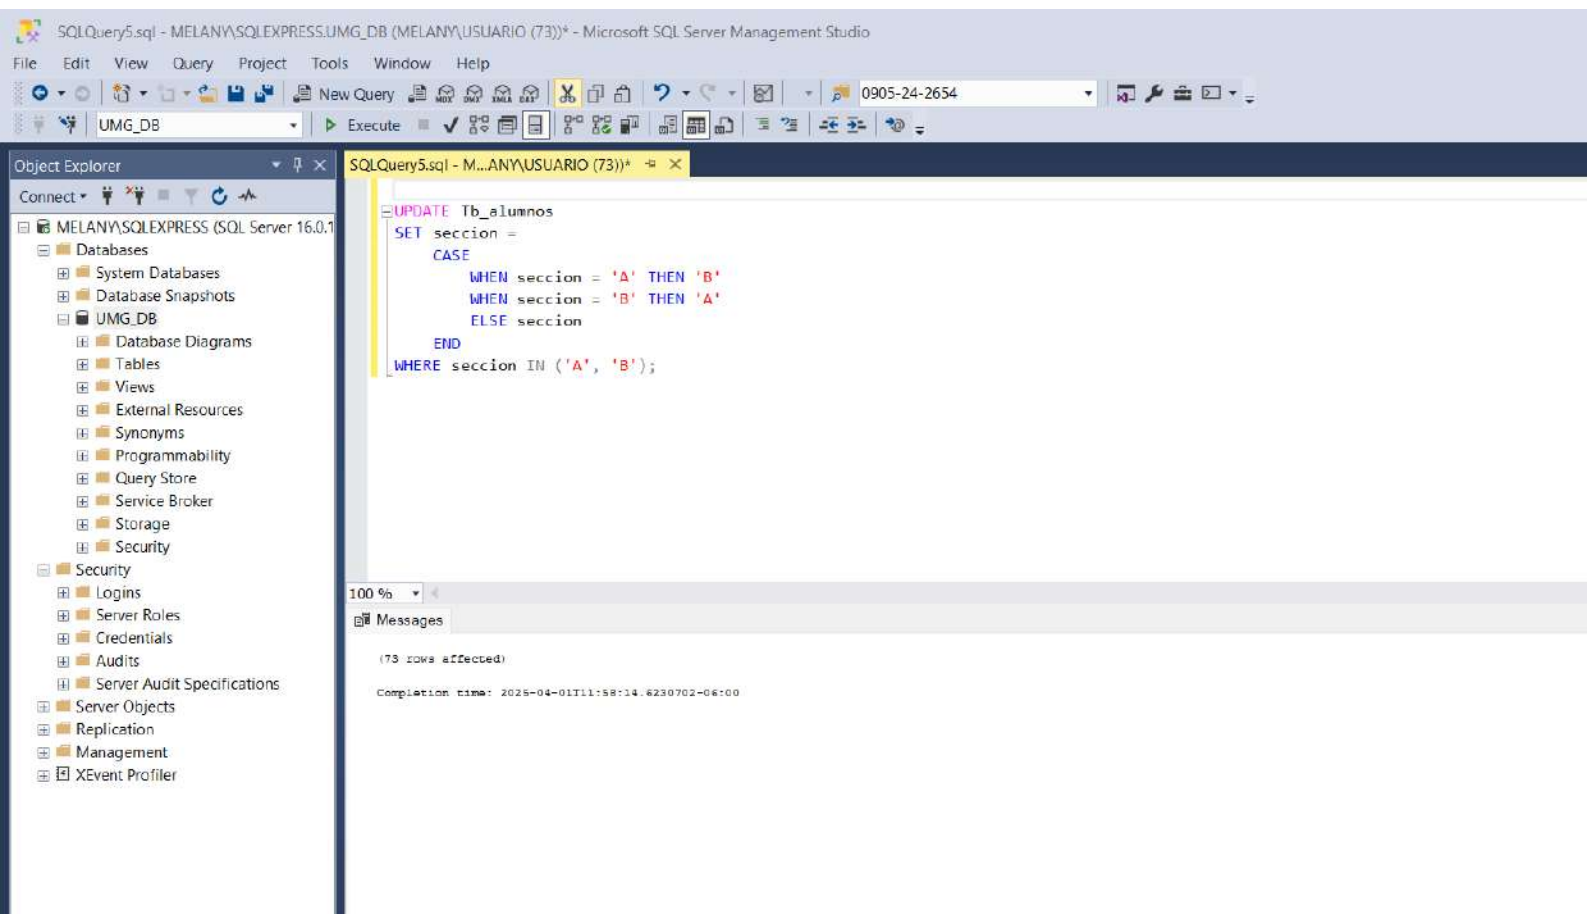 SQLQuery5.sql - MELANY\SQLEXPRESS.UMG_DB (MELANY\USUARIO (73))* - Microsoft SQL Server Management Studio
File Edit View Query Project Tools Window Help
New Query MDX DMX XMLA DAX 0905-24-2654
UMG_DB Execute
Object Explorer
SQLQuery5.sql - M...ANY\USUARIO (73))*
Connect
MELANY\SQLEXPRESS (SQL Server 16.0.1
Databases
System Databases
Database Snapshots
UMG_DB
Database Diagrams
Tables
Views
External Resources
Synonyms
Programmability
Query Store
Service Broker
Storage
Security
Security
Logins
Server Roles
Credentials
Audits
Server Audit Specifications
Server Objects
Replication
Management
XEvent Profiler
UPDATE Tb_alumnos
SET seccion =
CASE
WHEN seccion = 'A' THEN 'B'
WHEN seccion = 'B' THEN 'A'
ELSE seccion
END
WHERE seccion IN ('A', 'B');
100 %
Messages
(73 rows affected)
Completion time: 2025-04-01T11:58:14.6230702-06:00